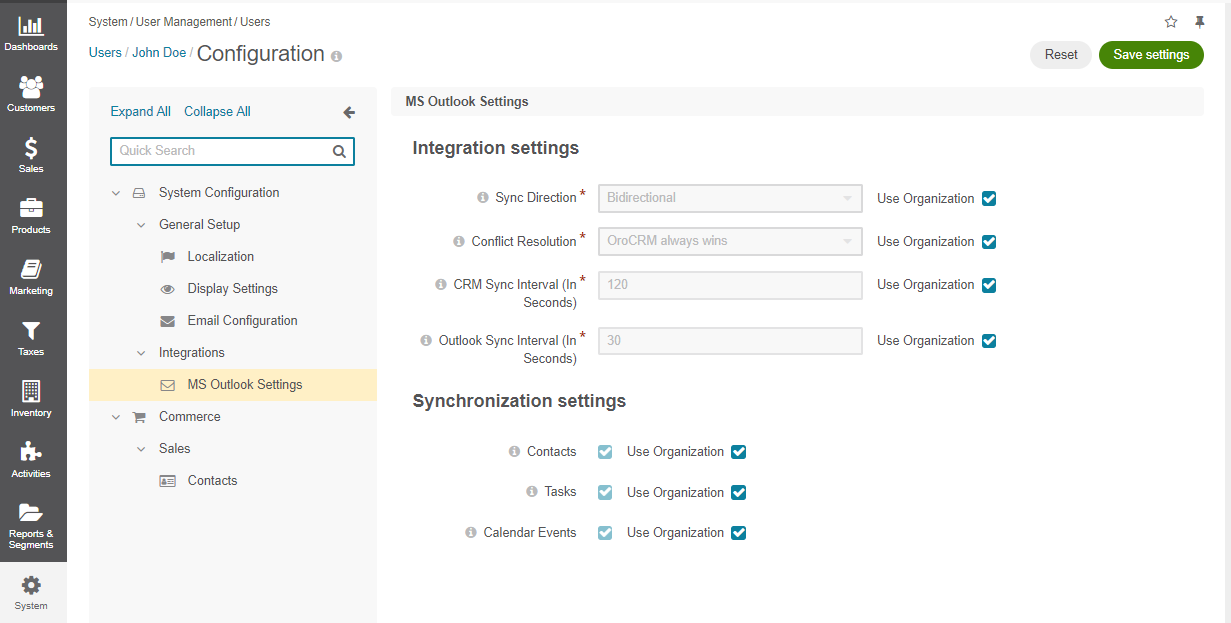 Dashboards
Customers
Sales
Products
Marketing
Taxes
Inventory
Activities
Reports &
Segments
System
System / User Management / Users
Users / John Doe / Configuration
Reset
Save settings
Expand All Collapse All
Quick Search
System Configuration
General Setup
Localization
Display Settings
Email Configuration
Integrations
MS Outlook Settings
Commerce
Sales
Contacts
MS Outlook Settings
Integration settings
Sync Direction * Bidirectional Use Organization
Conflict Resolution * OroCRM always wins Use Organization
CRM Sync Interval (In * 120 Use Organization
Seconds)
Outlook Sync Interval (In * 30 Use Organization
Seconds)
Synchronization settings
Contacts Use Organization
Tasks Use Organization
Calendar Events Use Organization